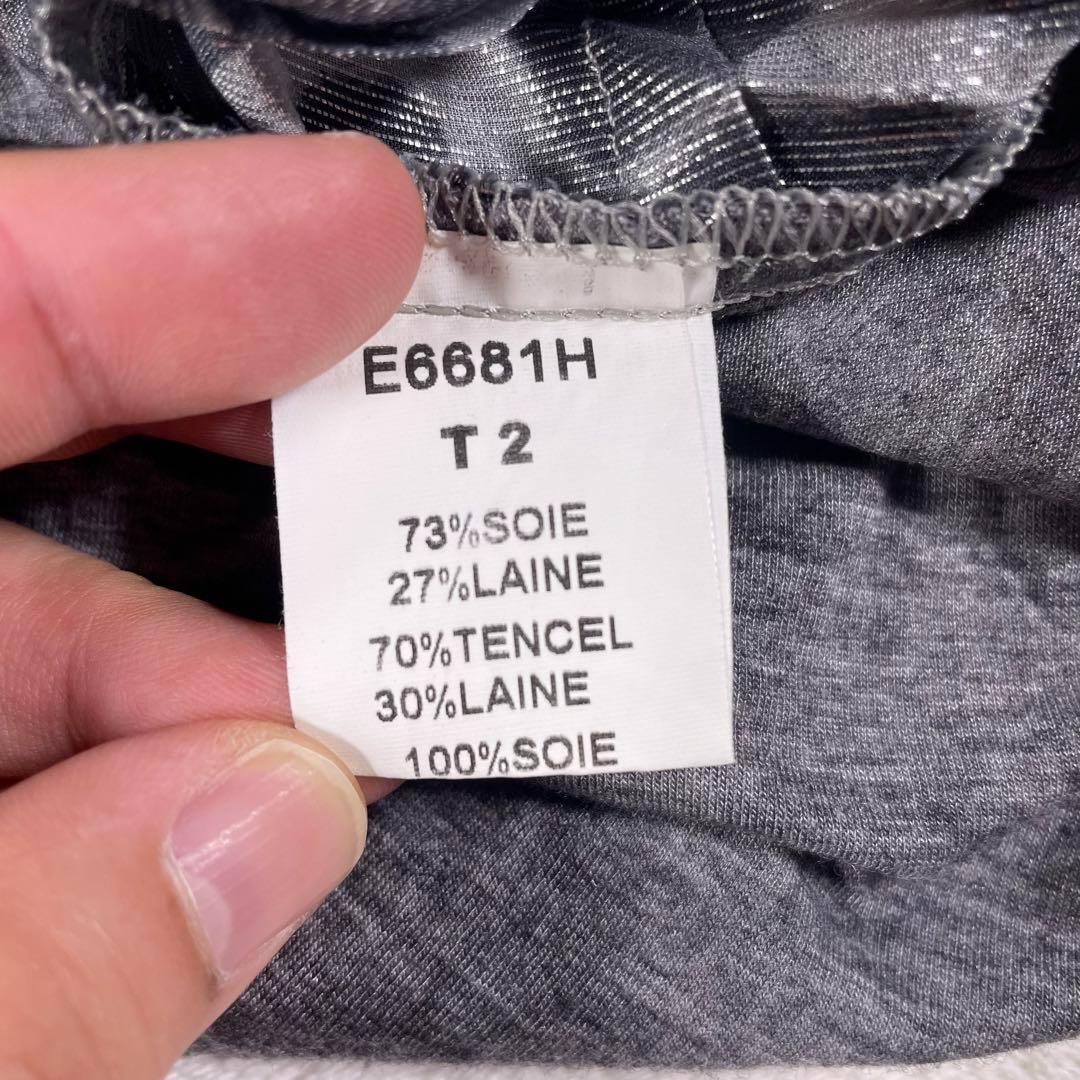 E6681H
T 2
73%SOIE
27%LAINE
70%TENCEL
30%LAINE
100%SOIE